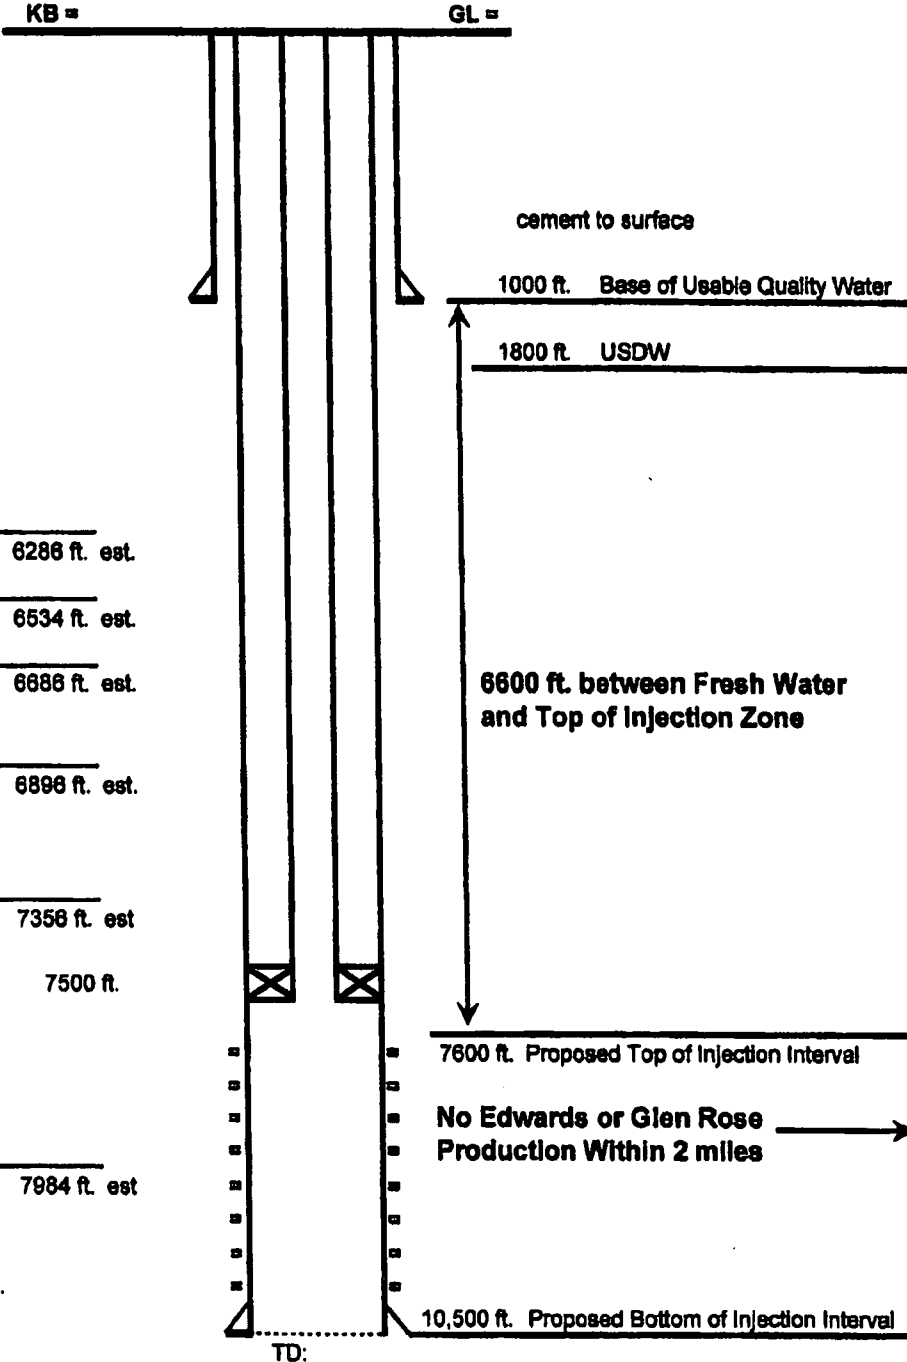 KB =
GL =
cement to surface
1000 ft. Base of Usable Quality Water
1800 ft. USDW
6286 ft. est.
6534 ft. est.
6686 ft. est.
6600 ft. between Fresh Water
and Top of Injection Zone
6896 ft. est.
7356 ft. est
7500 ft.
7600 ft. Proposed Top of Injection Interval
No Edwards or Glen Rose
Production Within 2 miles
7984 ft. est
10,500 ft. Proposed Bottom of Injection Interval
TD: